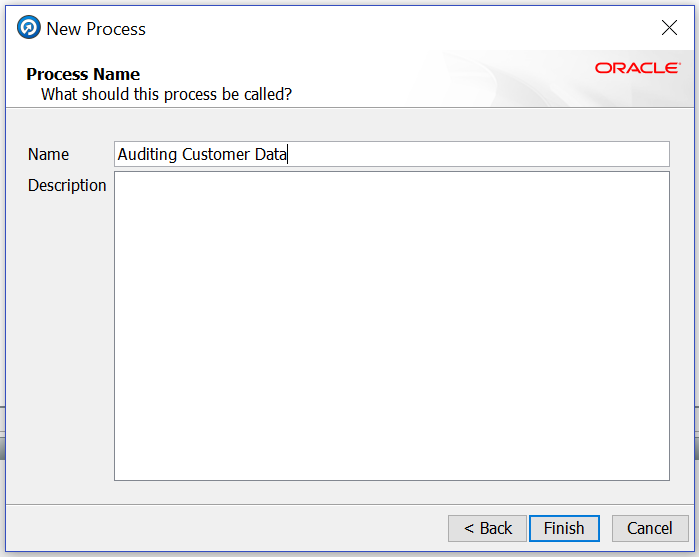 New Process
Process Name
ORACLE
What should this process be called?
Name Auditing Customer Data
Description
< Back Finish Cancel